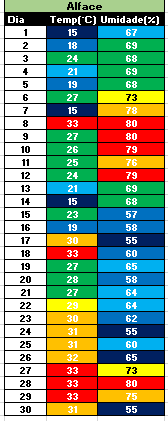 Alface
Dia Temp(˚C) Umidade(%)
1 15 67
2 18 69
3 24 68
4 21 69
5 19 68
6 27 73
7 15 78
8 33 80
9 27 80
10 26 79
11 25 76
12 24 79
13 21 69
14 15 68
15 23 57
16 19 58
17 30 55
18 33 60
19 27 65
20 28 58
21 27 64
22 29 64
23 30 62
24 31 55
25 31 60
26 32 65
27 33 73
28 33 80
29 33 75
30 31 55